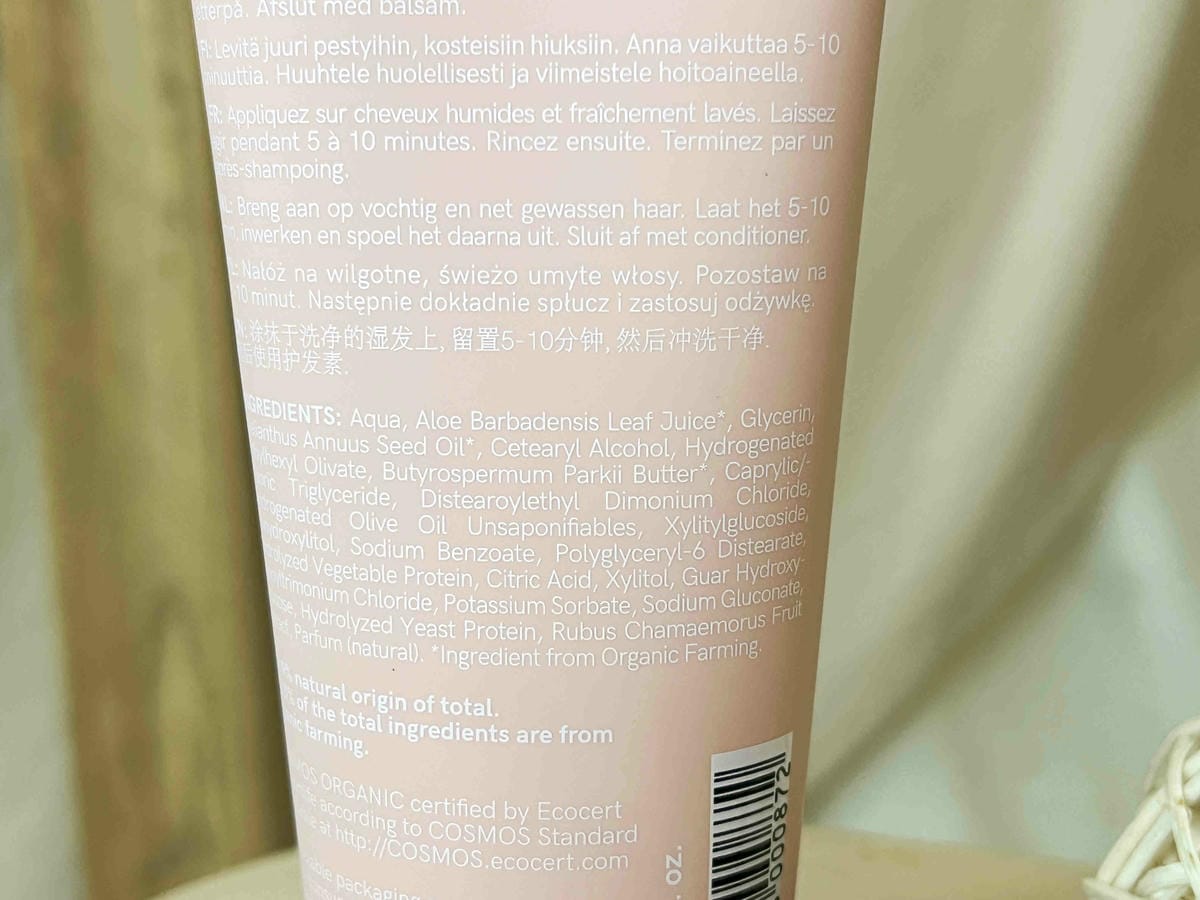 etterpå. Afslut med balsam.
FI: Levitä juuri pestyihin, kosteisiin hiuksiin. Anna vaikuttaa 5-10
minuuttia. Huuhtele huolellisesti ja viimeistele hoitoaineella.
FR: Appliquez sur cheveux humides et fraîchement lavés. Laissez
agir pendant 5 à 10 minutes. Rincez ensuite. Terminez par un
après-shampoing.
NL: Breng aan op vochtig en net gewassen haar. Laat het 5-10
inwerken en spoel het daarna uit. Sluit af met conditioner.
PL: Nałóż na wilgotne, świeżo umyte włosy. Pozostaw na
10 minut. Następnie dokładnie spłucz i zastosuj odżywkę.
CN: 涂抹于洗净的湿发上, 留置5-10分钟, 然后冲洗干净.
后使用护发素.
INGREDIENTS: Aqua, Aloe Barbadensis Leaf Juice*, Glycerin,
Helianthus Annuus Seed Oil*, Cetearyl Alcohol, Hydrogenated
Ethylhexyl Olivate, Butyrospermum Parkii Butter*, Caprylic/-
Capric Triglyceride, Distearoylethyl Dimonium Chloride,
Hydrogenated Olive Oil Unsaponifiables, Xylitylglucoside,
Anhydroxylitol, Sodium Benzoate, Polyglyceryl-6 Distearate,
Hydrolyzed Vegetable Protein, Citric Acid, Xylitol, Guar Hydroxy-
propyltrimonium Chloride, Potassium Sorbate, Sodium Gluconate,
Hydrolyzed Yeast Protein, Rubus Chamaemorus Fruit
Extract, Parfum (natural). *Ingredient from Organic Farming.
natural origin of total.
of the total ingredients are from
organic farming.
COSMOS ORGANIC certified by Ecocert
according to COSMOS Standard
at http://COSMOS.ecocert.com
packaging
oz.
000872